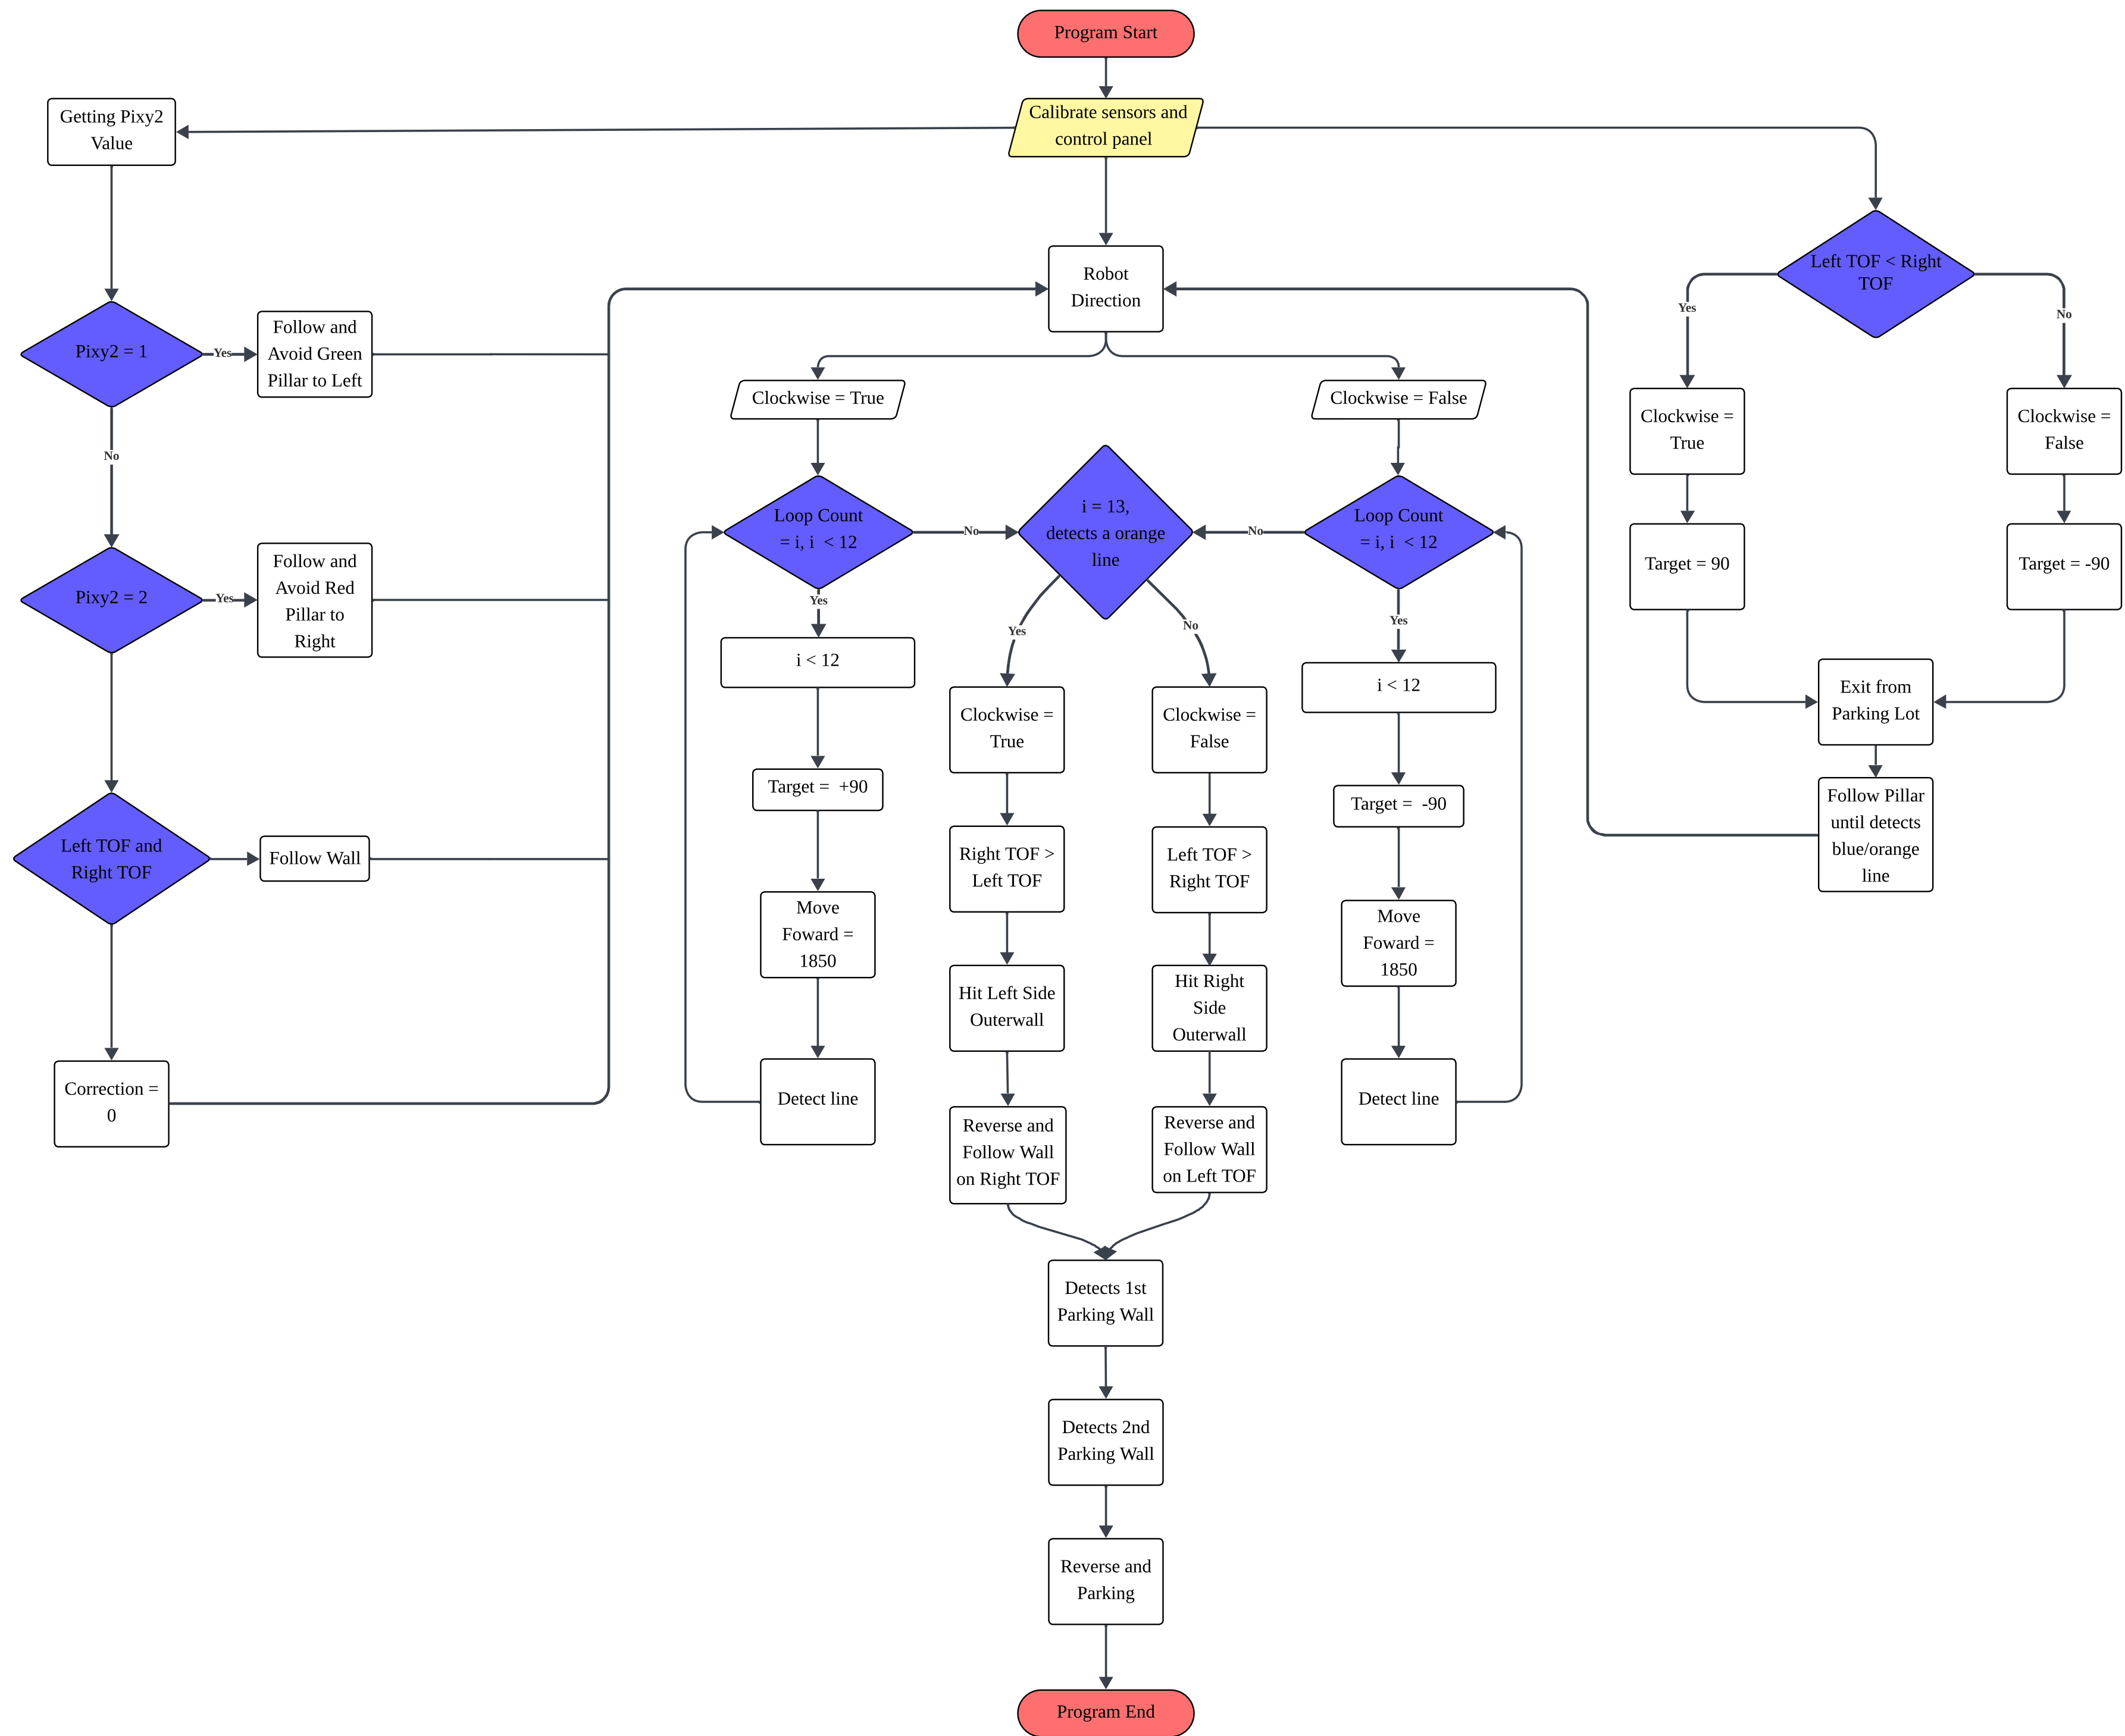 Program Start
Calibrate sensors and
control panel
Getting Pixy2
Value
Pixy2 = 1
Yes
Follow and
Avoid Green
Pillar to Left
No
Pixy2 = 2
Yes
Follow and
Avoid Red
Pillar to
Right
Left TOF and
Right TOF
Follow Wall
Correction =
0
Robot
Direction
Clockwise = True
Loop Count
= i, i  < 12
No
Yes
i < 12
Target =  +90
Move
Foward =
1850
Detect line
i = 13,
detects a orange
line
Yes
No
Clockwise =
True
Right TOF >
Left TOF
Hit Left Side
Outerwall
Reverse and
Follow Wall
on Right TOF
Clockwise =
False
Left TOF >
Right TOF
Hit Right
Side
Outerwall
Reverse and
Follow Wall
on Left TOF
Clockwise = False
Loop Count
= i, i  < 12
No
Yes
i < 12
Target =  -90
Move
Foward =
1850
Detect line
Left TOF < Right
TOF
Yes
No
Clockwise =
True
Target = 90
Clockwise =
False
Target = -90
Exit from
Parking Lot
Follow Pillar
until detects
blue/orange
line
Detects 1st
Parking Wall
Detects 2nd
Parking Wall
Reverse and
Parking
Program End